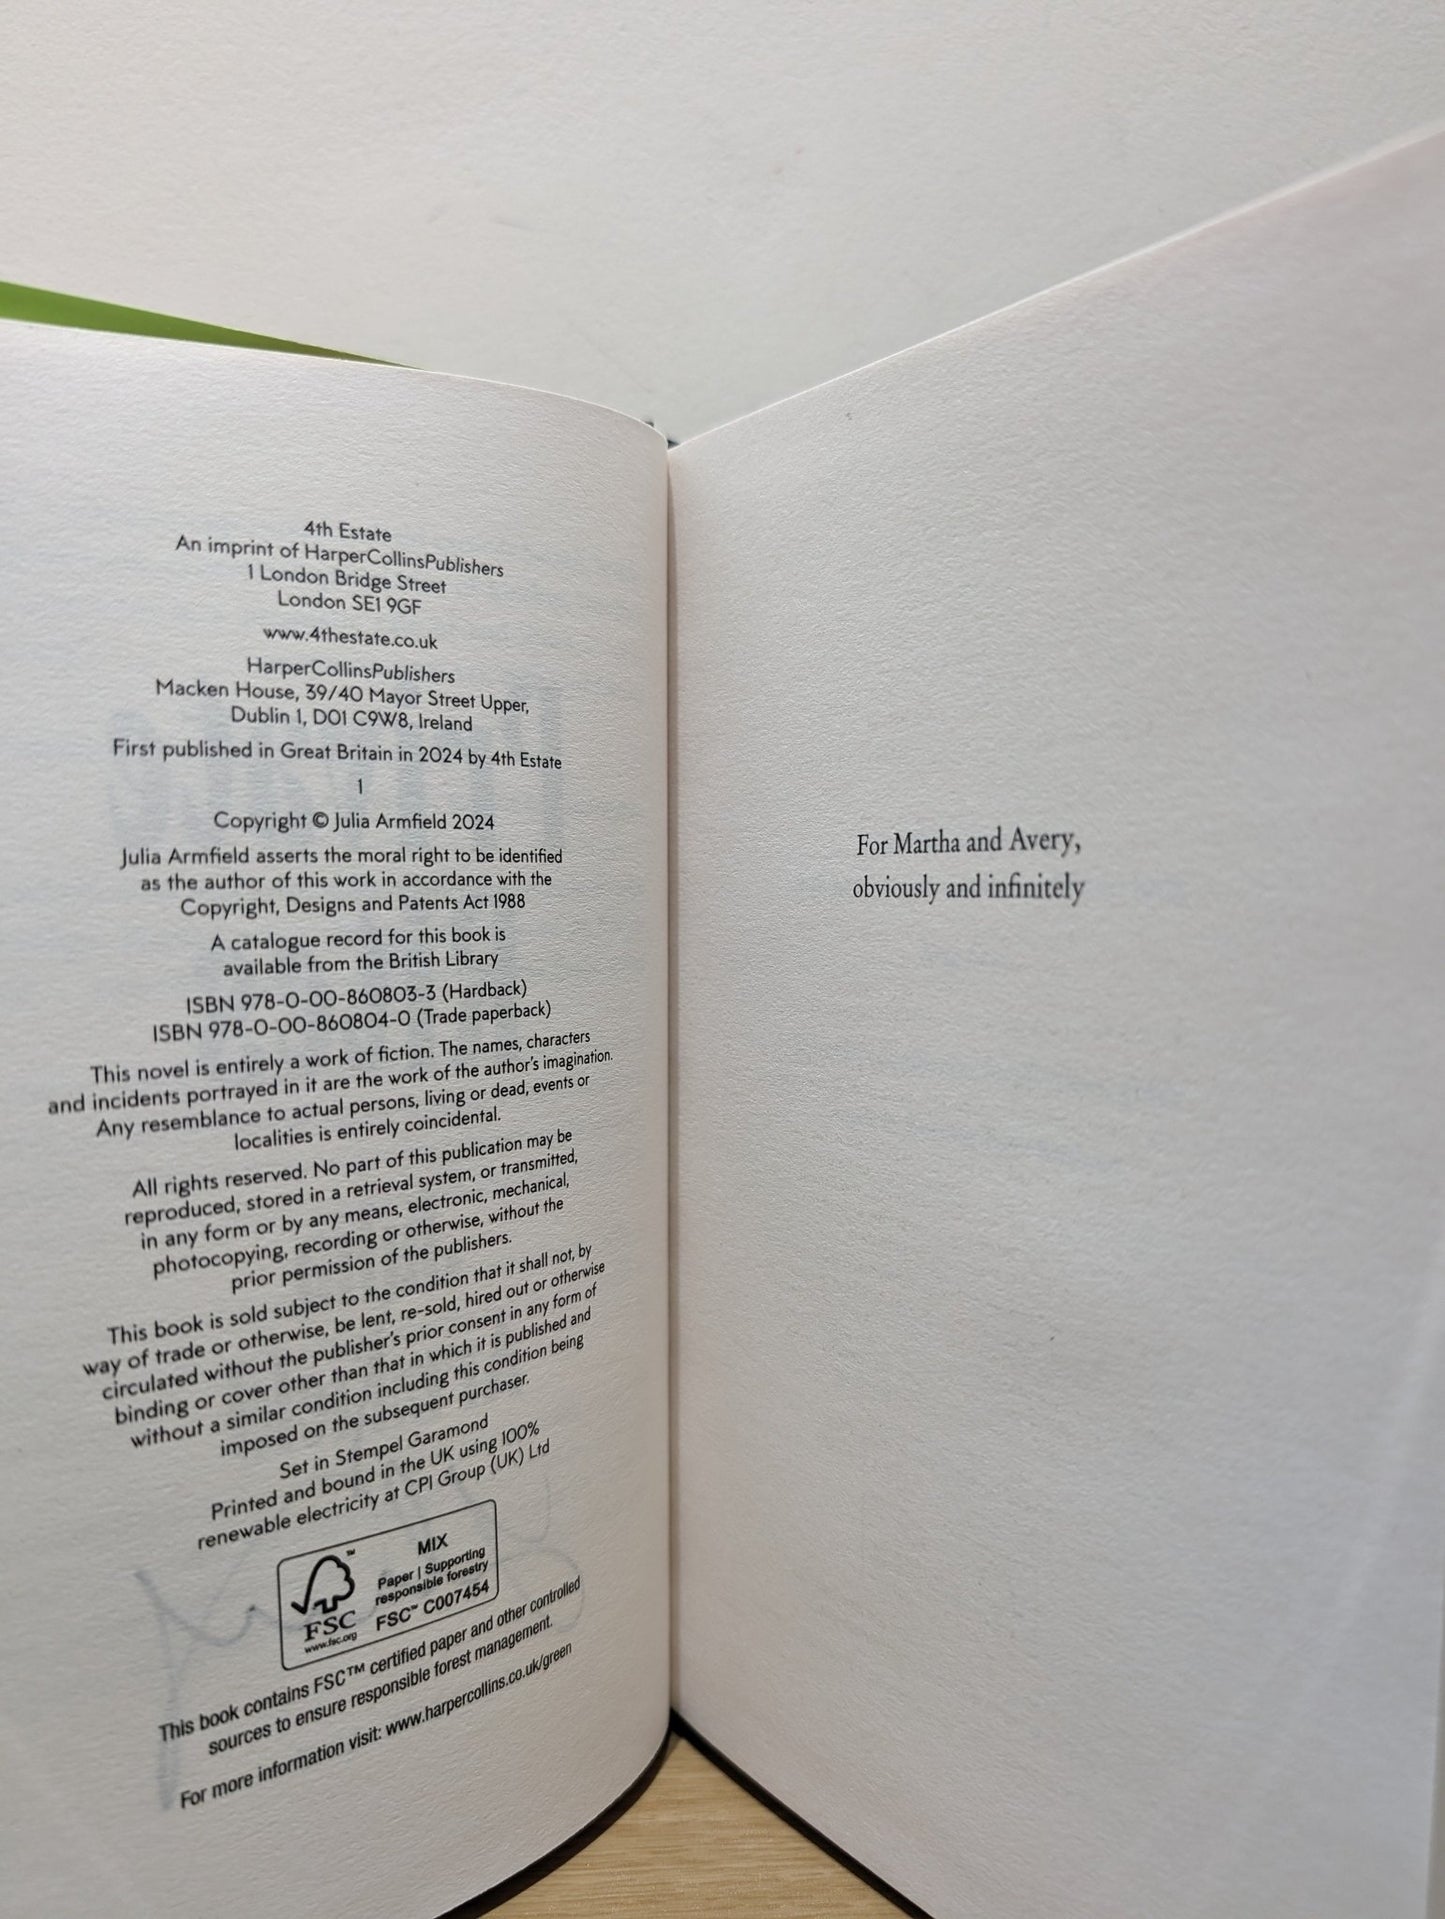 4th Estate
An imprint of HarperCollinsPublishers
1 London Bridge Street
London SE1 9GF
www.4thestate.co.uk
HarperCollinsPublishers
Macken House, 39/40 Mayor Street Upper,
Dublin 1, D01 C9W8, Ireland
First published in Great Britain in 2024 by 4th Estate
1
Copyright © Julia Armfield 2024
Julia Armfield asserts the moral right to be identified
as the author of this work in accordance with the
Copyright, Designs and Patents Act 1988
A catalogue record for this book is
available from the British Library
ISBN 978-0-00-860803-3 (Hardback)
ISBN 978-0-00-860804-0 (Trade paperback)
This novel is entirely a work of fiction. The names, characters
and incidents portrayed in it are the work of the author's imagination.
Any resemblance to actual persons, living or dead, events or
localities is entirely coincidental.
All rights reserved. No part of this publication may be
reproduced, stored in a retrieval system, or transmitted,
in any form or by any means, electronic, mechanical,
photocopying, recording or otherwise, without the
prior permission of the publishers.
This book is sold subject to the condition that it shall not, by
way of trade or otherwise, be lent, re-sold, hired out or otherwise
circulated without the publisher's prior consent in any form of
binding or cover other than that in which it is published and
without a similar condition including this condition being
imposed on the subsequent purchaser.
Set in Stempel Garamond
Printed and bound in the UK using 100%
renewable electricity at CPI Group (UK) Ltd
MIX
Paper | Supporting
responsible forestry
FSC™ C007454
FSC
www.fsc.org
This book contains FSC™ certified paper and other controlled
sources to ensure responsible forest management.
For more information visit: www.harpercollins.co.uk/green
For Martha and Avery,
obviously and infinitely